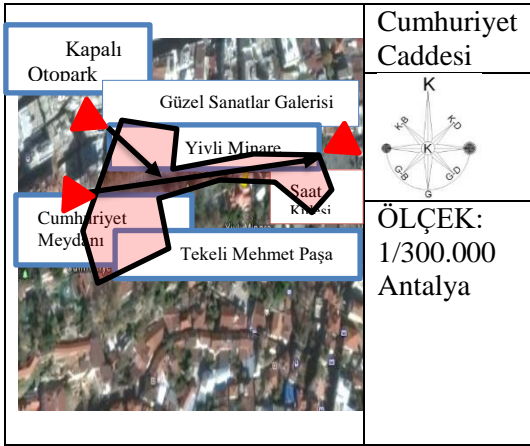 Kapalı
Otopark
Güzel Sanatlar Galerisi
Yivli Minare
Saat
Cumhuriyet
Meydanı
Tekeli Mehmet Paşa
Cumhuriyet
Caddesi
K
K-B
K-D
K
G-B
G-D
G
ÖLÇEK:
1/300.000
Antalya